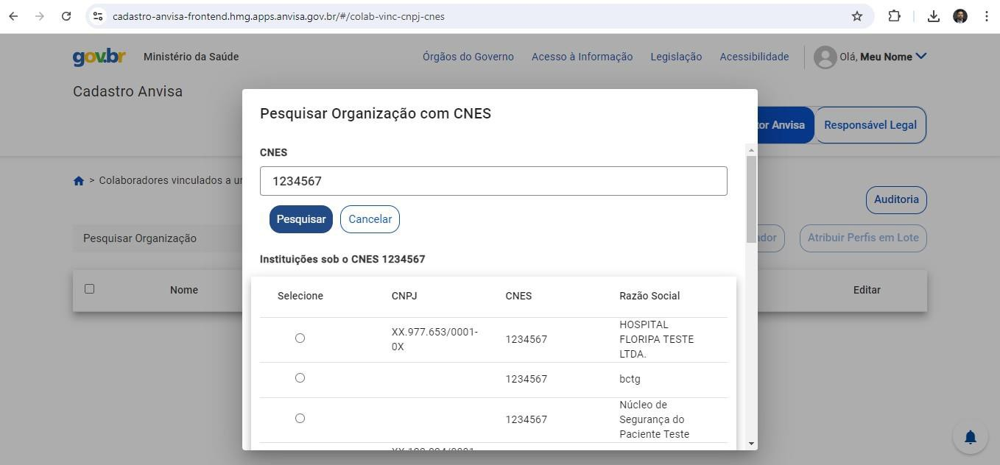 cadastro-anvisa-frontend.hmg.apps.anvisa.gov.br/#/colab-vinc-cnpj-cnes
gov.br
Ministério da Saúde
Órgãos do Governo
Acesso à Informação
Legislação
Acessibilidade
Olá, Meu Nome
Cadastro Anvisa
Anvisa
Responsável Legal
> Colaboradores vinculados a
Auditoria
Pesquisar Organização
Atribuir Perfis em Lote
Nome
Editar
Pesquisar Organização com CNES
CNES
1234567
Pesquisar
Cancelar
Instituições sob o CNES 1234567
Selecione CNPJ CNES Razão Social
XX.977.653/0001-
0X
1234567
HOSPITAL
FLORIPA TESTE
LTDA.
1234567
bctg
1234567
Núcleo de
Segurança do
Paciente Teste